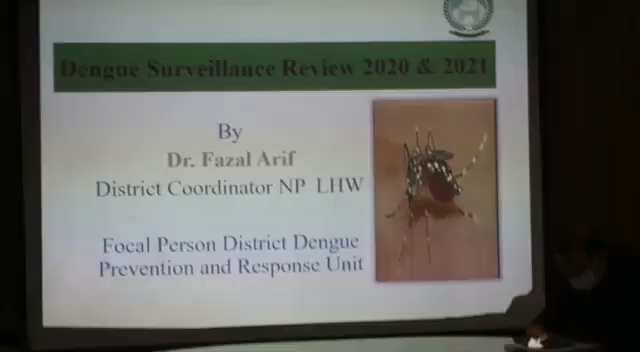 Dengue Surveillance Review 2020 & 2021
By
Dr. Fazal Arif
District Coordinator NP LHW
Focal Person District Dengue
Prevention and Response Unit